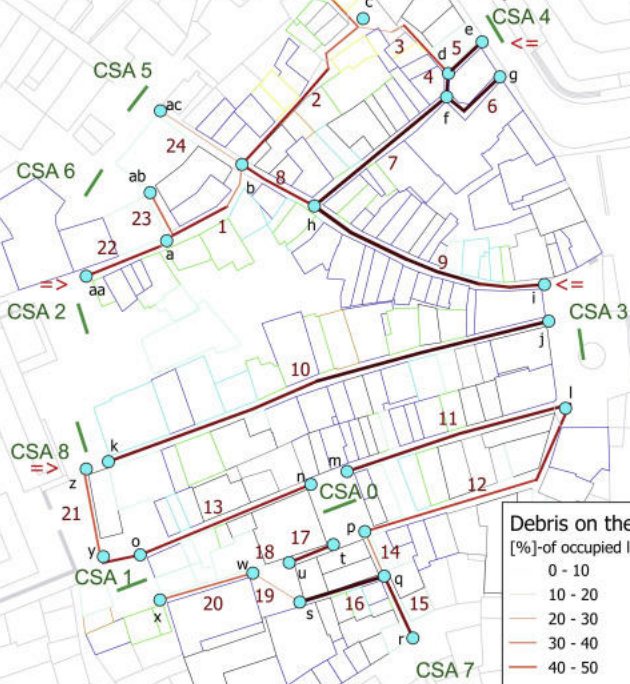 c
e
CSA 4
<=
3
d
5
CSA 5
4
g
ac
2
6
f
24
7
CSA 6
ab
b
8
23
1
h
22
a
9
=>
aa
i
<=
CSA 2
CSA 3
j
10
l
k
11
CSA 8
=>
z
n
m
12
CSA 0
21
13
p
Debris on the
17
[%]-of occupied l
y
o
18
t
14
0 - 10
CSA 1
w
u
q
10 - 20
20
19
16
15
20 - 30
x
s
30 - 40
r
40 - 50
CSA 7